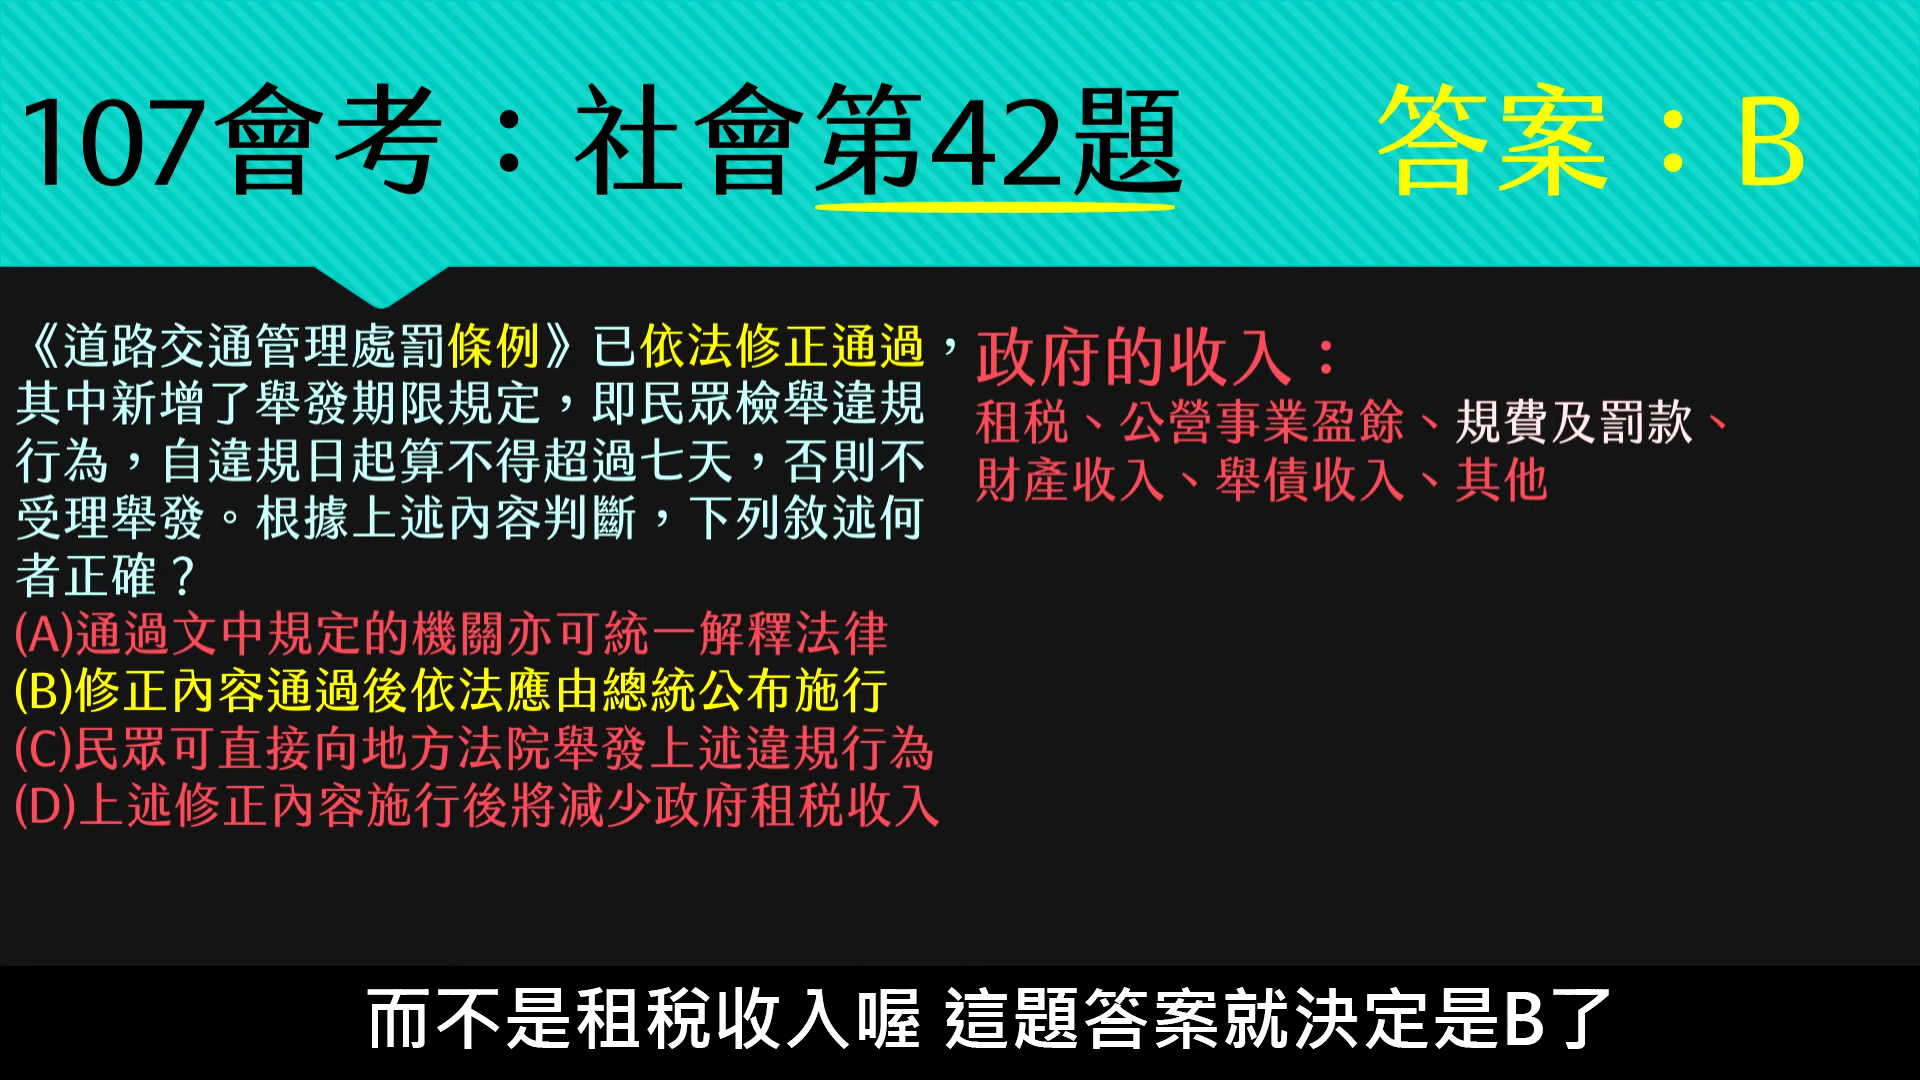 107會考：社會第42題
答案：B
《道路交通管理處罰條例》已依法修正通過，
其中新增了舉發期限規定，即民眾檢舉違規
行為，自違規日起算不得超過七天，否則不
受理舉發。根據上述內容判斷，下列敘述何
者正確？
(A)通過文中規定的機關亦可統一解釋法律
(B)修正內容通過後依法應由總統公布施行
(C)民眾可直接向地方法院舉發上述違規行為
(D)上述修正內容施行後將減少政府租稅收入
政府的收入：
租稅、公營事業盈餘、規費及罰款、
財產收入、舉債收入、其他
而不是租稅收入喔 這題答案就決定是B了